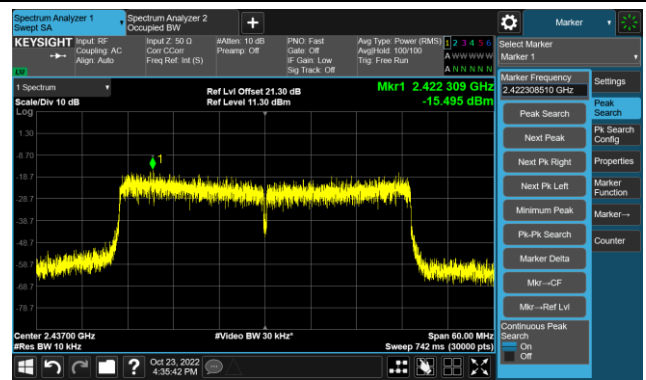 Spectrum Analyzer 1
Swept SA
Spectrum Analyzer 2
Occupied BW
+
Marker
KEYSIGHT
Input: RF
Coupling: AC
Align: Auto
Input Z: 50 Ω
Corr CCorr
Freq Ref: Int (S)
#Atten: 10 dB
Preamp: Off
PNO: Fast
Gate: Off
IF Gain: Low
Sig Track: Off
Avg Type: Power (RMS)
Avg|Hold: 100/100
Trig: Free Run
1 2 3 4 5 6
A W W W W W
A N N N N N
LW
Select Marker
Marker 1
1 Spectrum
Scale/Div 10 dB
Log
Ref Lvl Offset 21.30 dB
Ref Level 11.30 dBm
Mkr1 2.422 309 GHz
-15.495 dBm
1.30
-8.70
-18.7
-28.7
-38.7
-48.7
-58.7
-68.7
-78.7
1
Center 2.43700 GHz
#Res BW 10 kHz
#Video BW 30 kHz*
Span 60.00 MHz
Sweep 742 ms (30000 pts)
Marker Frequency
2.422308510 GHz
Peak Search
Next Peak
Next Pk Right
Next Pk Left
Minimum Peak
Pk-Pk Search
Marker Delta
Mkr→CF
Mkr→Ref Lvl
Continuous Peak
Search
On
Off
Settings
Peak
Search
Pk Search
Config
Properties
Marker
Function
Marker→
Counter
?
Oct 23, 2022
4:35:42 PM